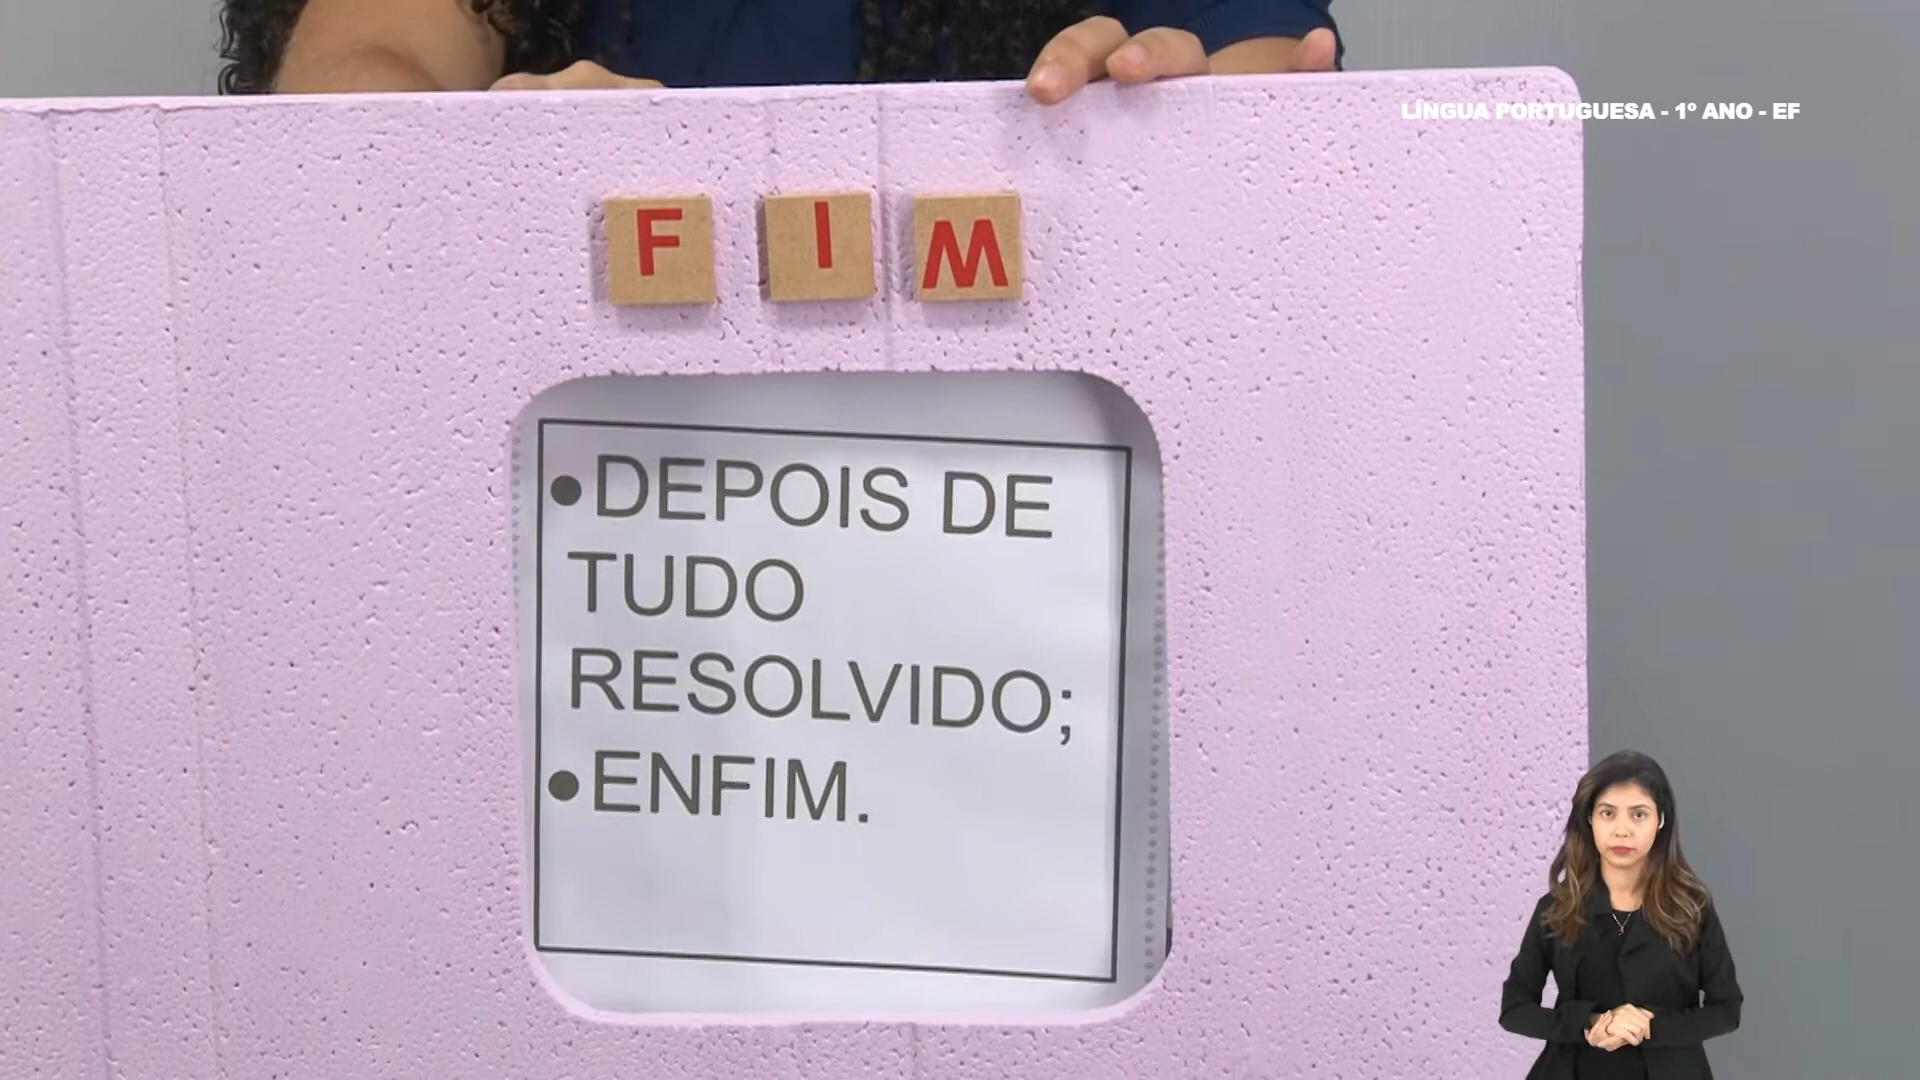 LÍNGUA PORTUGUESA - 1º ANO - EF
F I M
•DEPOIS DE
TUDO
RESOLVIDO;
•ENFIM.